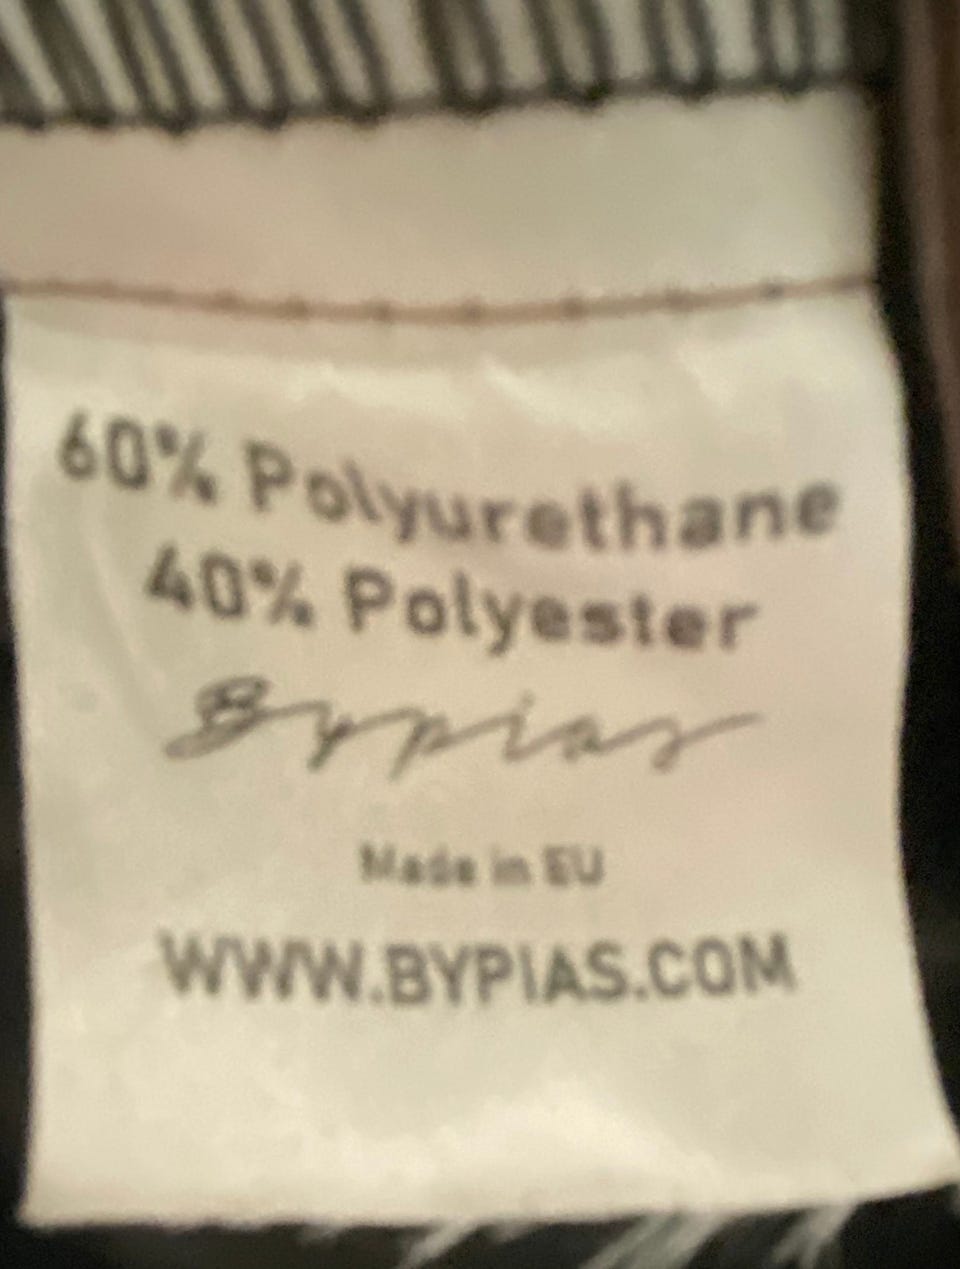 60% Polyurethane
40% Polyester
Bypias
Made in EU
WWW.BYPIAS.COM